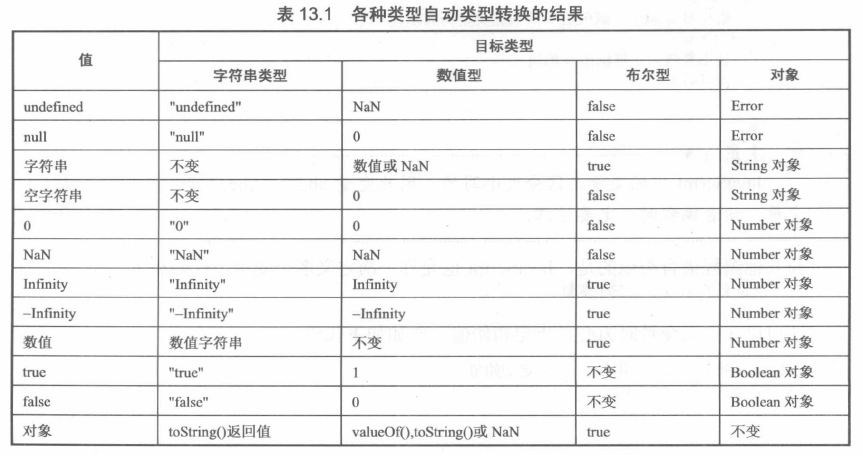 表 13.1 各种类型自动类型转换的结果
值 目标类型
字符串类型 数值型 布尔型 对象
undefined "undefined" NaN false Error
null "null" 0 false Error
字符串 不变 数值或 NaN true String 对象
空字符串 不变 0 false String 对象
0 "0" 0 false Number 对象
NaN "NaN" NaN false Number 对象
Infinity "Infinity" Infinity true Number 对象
–Infinity "–Infinity" –Infinity true Number 对象
数值 数值字符串 不变 true Number 对象
true "true" 1 不变 Boolean 对象
false "false" 0 不变 Boolean 对象
对象 toString()返回值 valueOf(),toString()或 NaN true 不变